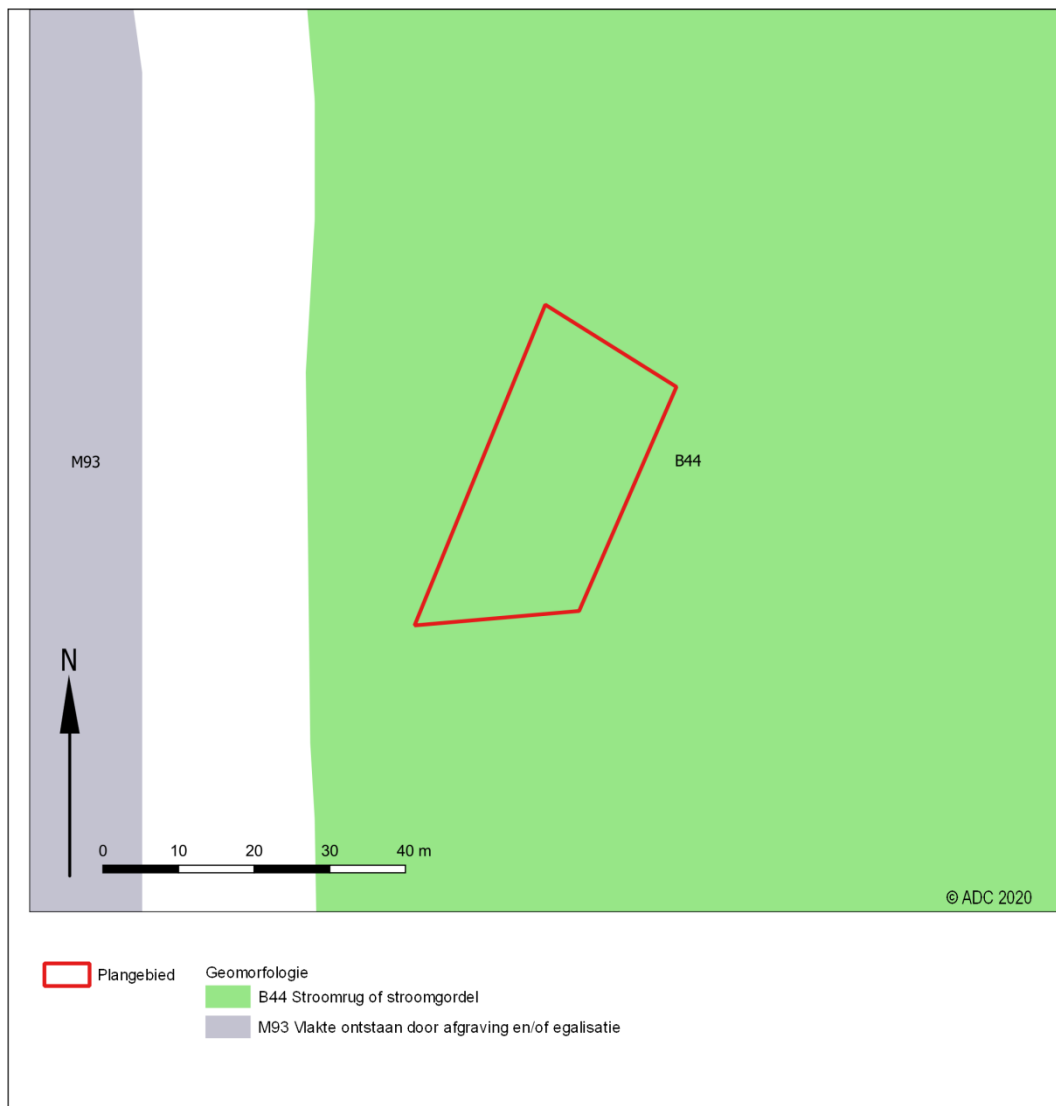 M93
B44
N
0 10 20 30 40 m
© ADC 2020
Plangebied
Geomorfologie
B44 Stroomrug of stroomgordel
M93 Vlakte ontstaan door afgraving en/of egalisatie